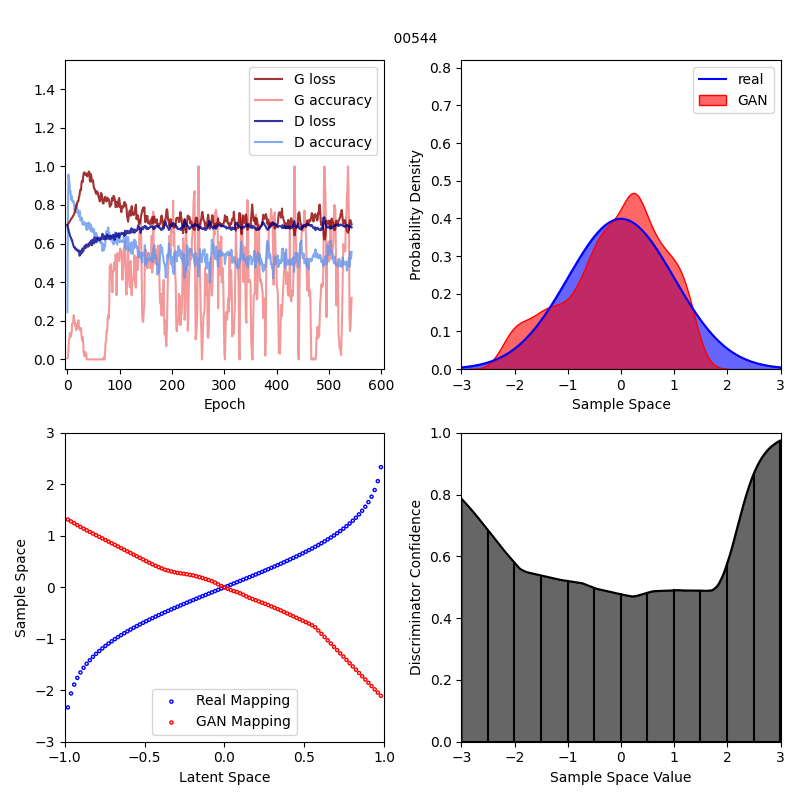 00544
G loss
G accuracy
D loss
D accuracy
1.4
1.2
1.0
0.8
0.6
0.4
0.2
0.0
0 100 200 300 400 500 600
Epoch
real
GAN
Probability Density
0.8
0.7
0.6
0.5
0.4
0.3
0.2
0.1
0.0
−3 −2 −1 0 1 2 3
Sample Space
Sample Space
3
2
1
0
−1
−2
−3
Real Mapping
GAN Mapping
−1.0 −0.5 0.0 0.5 1.0
Latent Space
Discriminator Confidence
1.0
0.8
0.6
0.4
0.2
0.0
−3 −2 −1 0 1 2 3
Sample Space Value